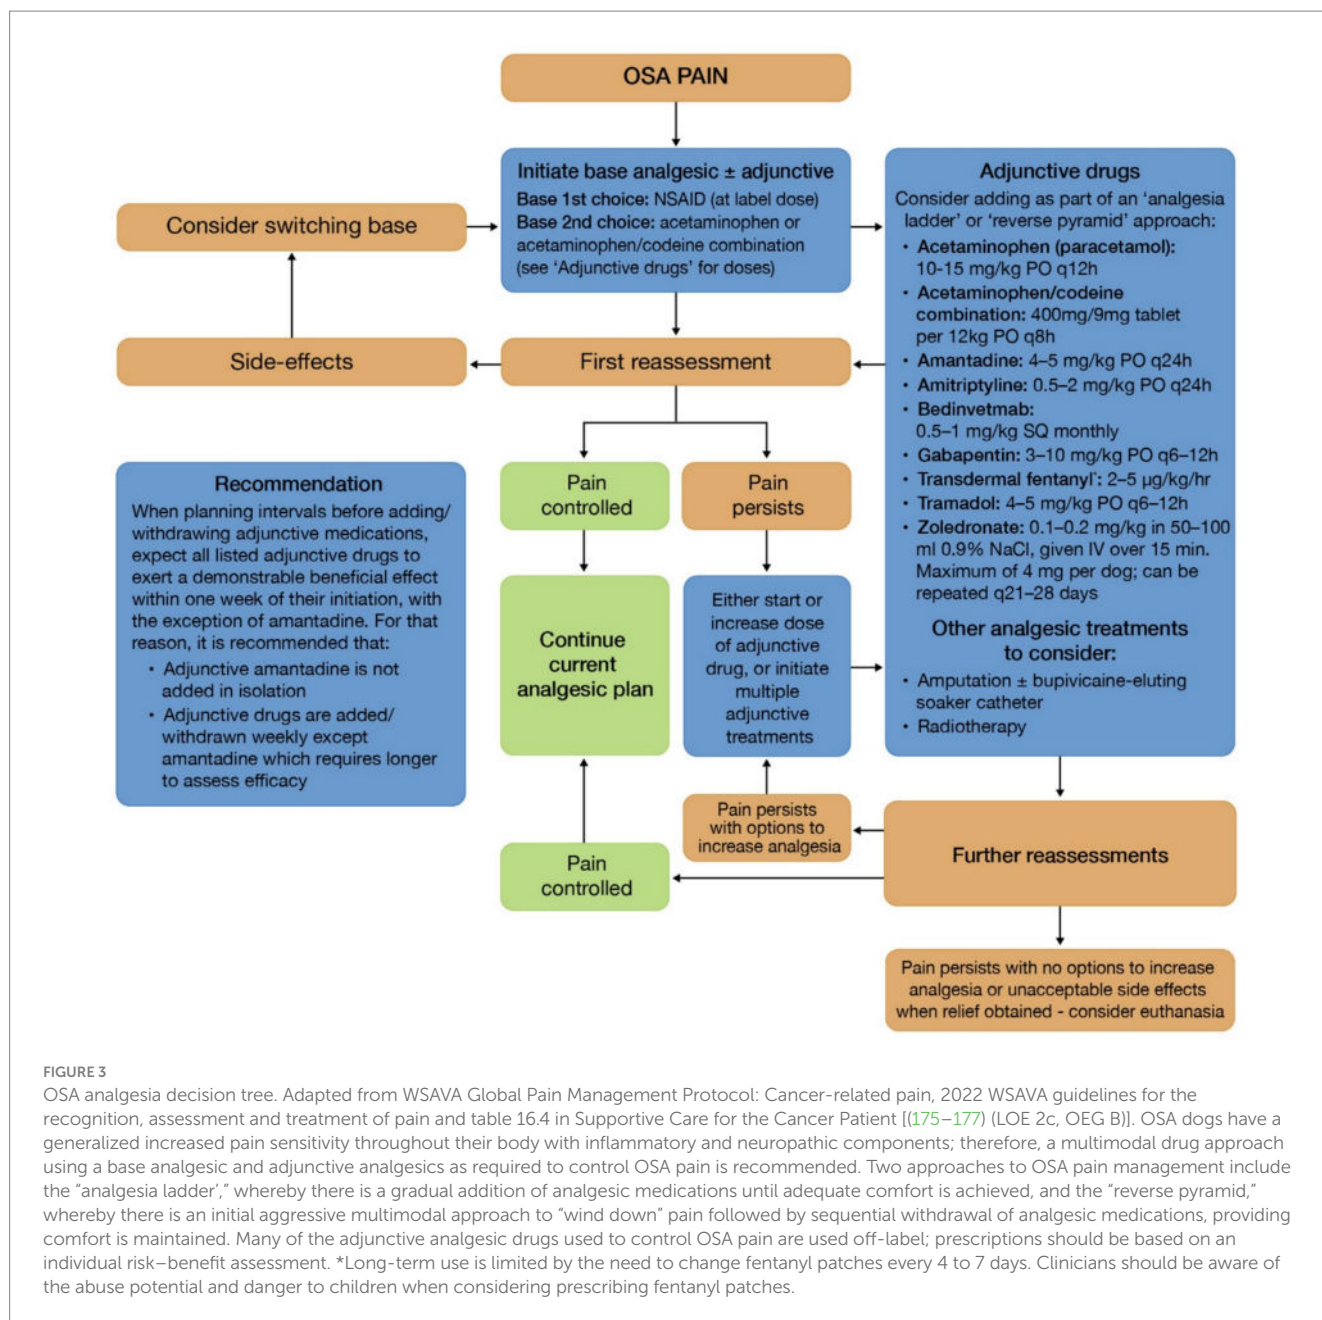 OSA PAIN
Initiate base analgesic ± adjunctive
Base 1st choice: NSAID (at label dose)
Base 2nd choice: acetaminophen or
acetaminophen/codeine combination
(see ‘Adjunctive drugs’ for doses)
Consider switching base
Side-effects
First reassessment
Pain
controlled
Pain
persists
Continue
current
analgesic plan
Either start or
increase dose
of adjunctive
drug, or initiate
multiple
adjunctive
treatments
Recommendation
When planning intervals before adding/
withdrawing adjunctive medications,
expect all listed adjunctive drugs to
exert a demonstrable beneficial effect
within one week of their initiation, with
the exception of amantadine. For that
reason, it is recommended that:
• Adjunctive amantadine is not
added in isolation
• Adjunctive drugs are added/
withdrawn weekly except
amantadine which requires longer
to assess efficacy
Adjunctive drugs
Consider adding as part of an ‘analgesia
ladder’ or ‘reverse pyramid’ approach:
• Acetaminophen (paracetamol):
10-15 mg/kg PO q12h
• Acetaminophen/codeine
combination: 400mg/9mg tablet
per 12kg PO q8h
• Amantadine: 4–5 mg/kg PO q24h
• Amitriptyline: 0.5–2 mg/kg PO q24h
• Bedinvetmab:
0.5–1 mg/kg SQ monthly
• Gabapentin: 3–10 mg/kg PO q6–12h
• Transdermal fentanyl*: 2–5 µg/kg/hr
• Tramadol: 4–5 mg/kg PO q6–12h
• Zoledronate: 0.1–0.2 mg/kg in 50–100
ml 0.9% NaCl, given IV over 15 min.
Maximum of 4 mg per dog; can be
repeated q21–28 days
Other analgesic treatments
to consider:
• Amputation ± bupivicaine-eluting
soaker catheter
• Radiotherapy
Pain persists
with options to
increase analgesia
Pain
controlled
Further reassessments
Pain persists with no options to increase
analgesia or unacceptable side effects
when relief obtained - consider euthanasia
FIGURE 3
OSA analgesia decision tree. Adapted from WSAVA Global Pain Management Protocol: Cancer-related pain, 2022 WSAVA guidelines for the
recognition, assessment and treatment of pain and table 16.4 in Supportive Care for the Cancer Patient [(175–177) (LOE 2c, OEG B)]. OSA dogs have a
generalized increased pain sensitivity throughout their body with inflammatory and neuropathic components; therefore, a multimodal drug approach
using a base analgesic and adjunctive analgesics as required to control OSA pain is recommended. Two approaches to OSA pain management include
the “analgesia ladder’,” whereby there is a gradual addition of analgesic medications until adequate comfort is achieved, and the “reverse pyramid,”
whereby there is an initial aggressive multimodal approach to “wind down” pain followed by sequential withdrawal of analgesic medications, providing
comfort is maintained. Many of the adjunctive analgesic drugs used to control OSA pain are used off-label; prescriptions should be based on an
individual risk–benefit assessment. *Long-term use is limited by the need to change fentanyl patches every 4 to 7 days. Clinicians should be aware of
the abuse potential and danger to children when considering prescribing fentanyl patches.